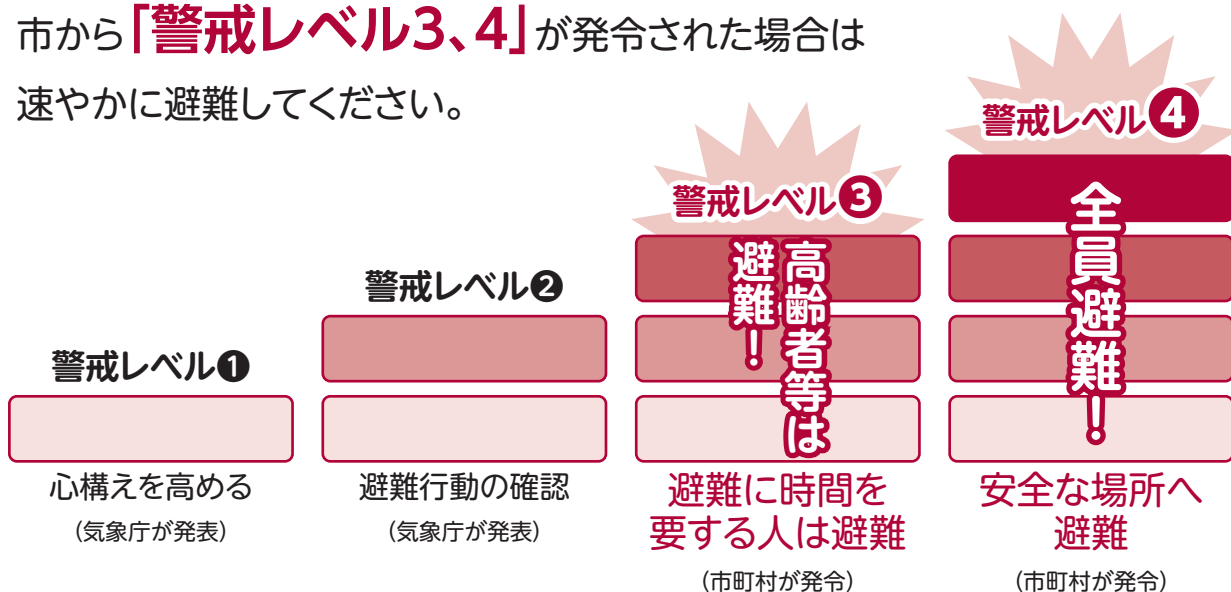 市から「警戒レベル3、4」が発令された場合は
速やかに避難してください。
警戒レベル❶
心構えを高める
（気象庁が発表）
警戒レベル❷
避難行動の確認
（気象庁が発表）
警戒レベル❸
高齢者等は
避難！
避難に時間を
要する人は避難
（市町村が発令）
警戒レベル❹
全員避難！
安全な場所へ
避難
（市町村が発令）